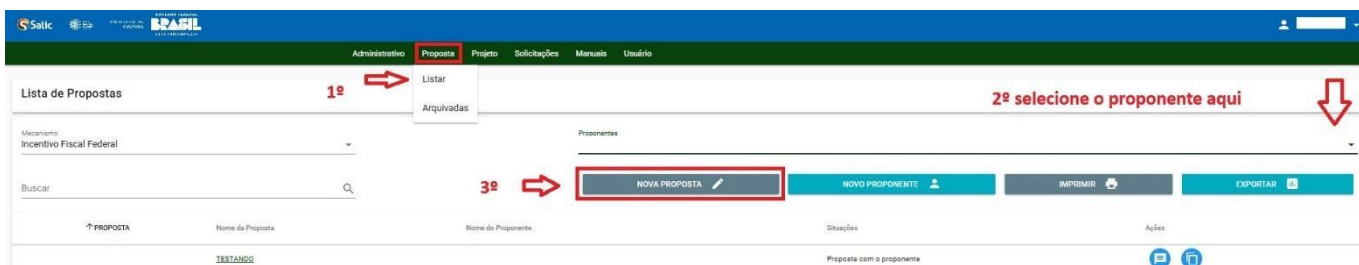 Salic BRASIL
Administrativo Proposta Projeto Solicitações Manuais Usuário
Listar
Arquivadas
1º
Lista de Propostas
2º selecione o proponente aqui
Mecanismo
Incentivo Fiscal Federal
Proponentes
Buscar
3º
NOVA PROPOSTA
NOVO PROPONENTE
IMPRIMIR
EXPORTAR
PROPOSTA Nome da Proposta Nome do Proponente Situações Ações
TESTANDO Proposta com o proponente